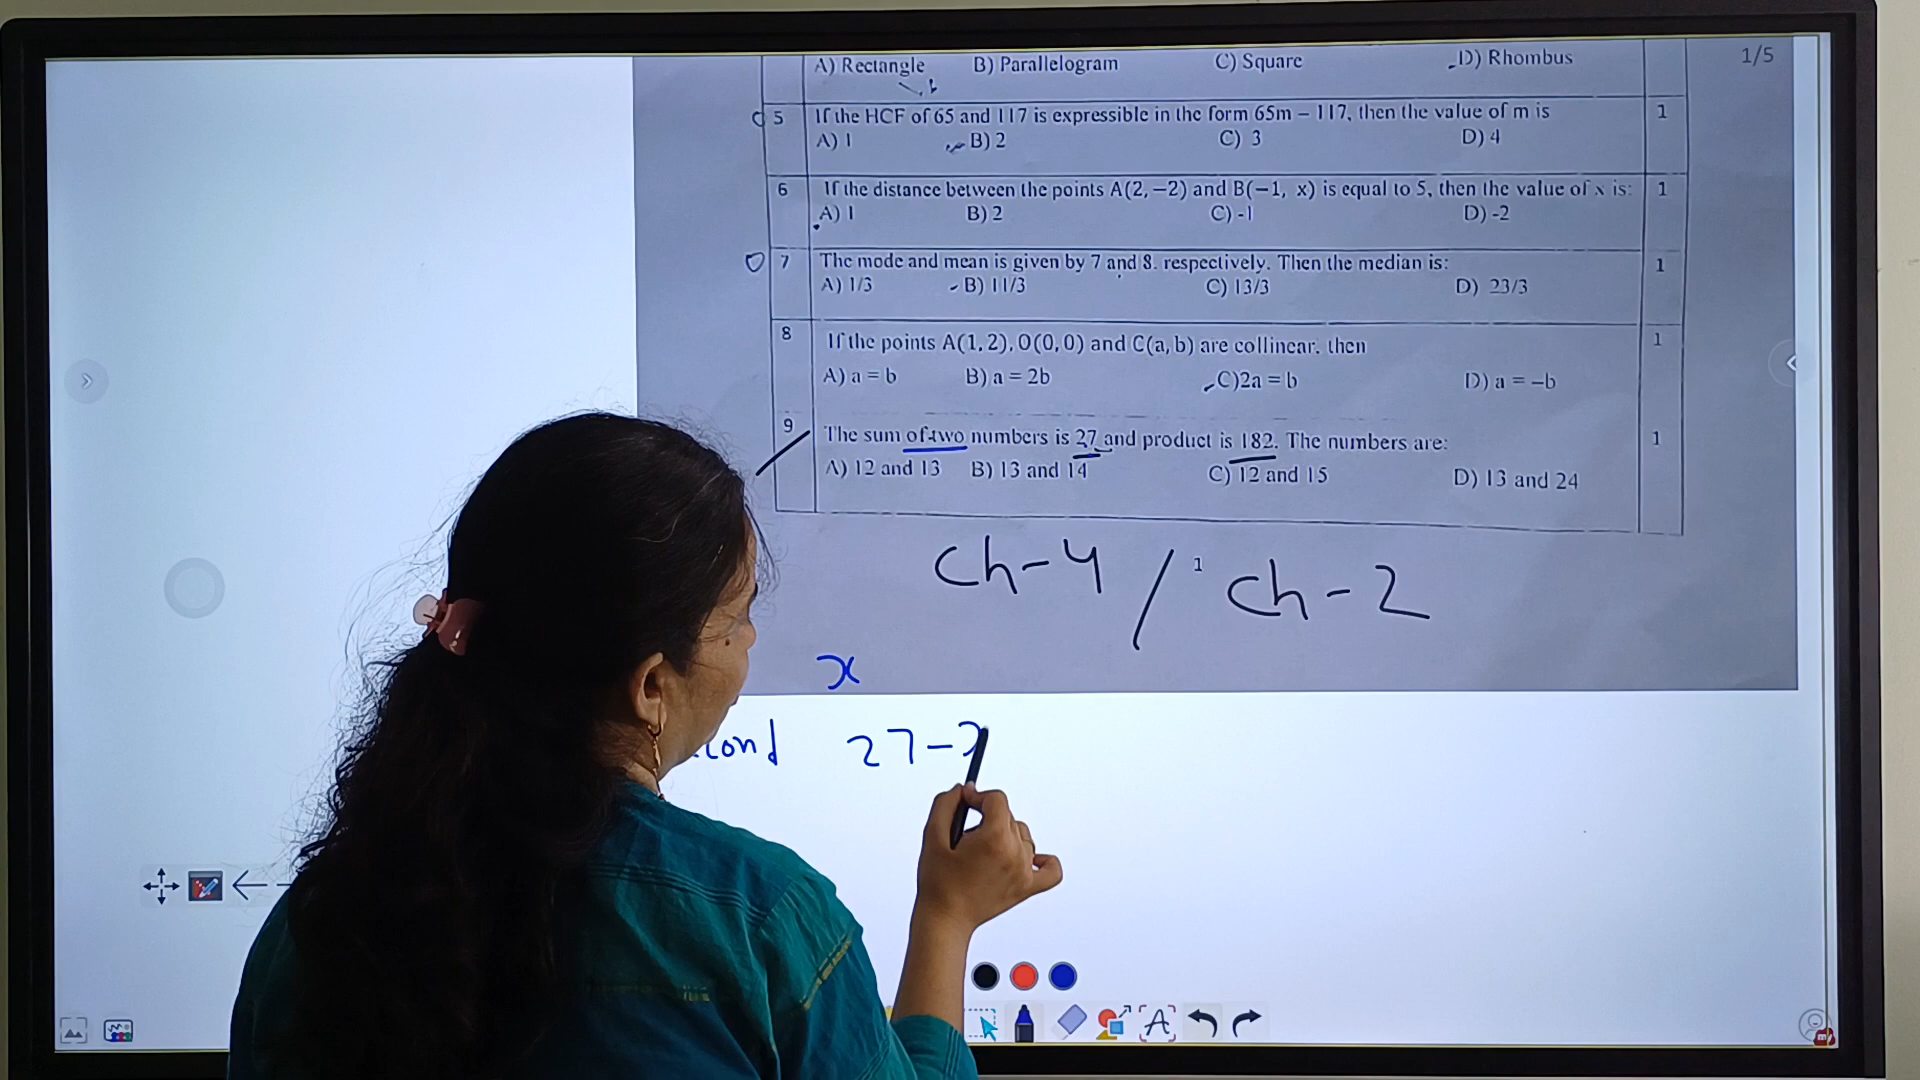 1/5
A) Rectangle B) Parallelogram C) Square D) Rhombus
5 If the HCF of 65 and 117 is expressible in the form 65m – 117, then the value of m is 1
A) 1 B) 2 C) 3 D) 4
6 If the distance between the points A(2, −2) and B(−1, x) is equal to 5, then the value of x is: 1
A) 1 B) 2 C) -1 D) -2
7 The mode and mean is given by 7 and 8. respectively. Then the median is: 1
A) 1/3 B) 11/3 C) 13/3 D) 23/3
8 If the points A(1, 2), O(0, 0) and C(a, b) are collinear. then 1
A) a = b B) a = 2b C)2a = b D) a = −b
9 The sum of two numbers is 27 and product is 182. The numbers are: 1
A) 12 and 13 B) 13 and 14 C) 12 and 15 D) 13 and 24
Ch-4 / 1 Ch-2
x
27-x